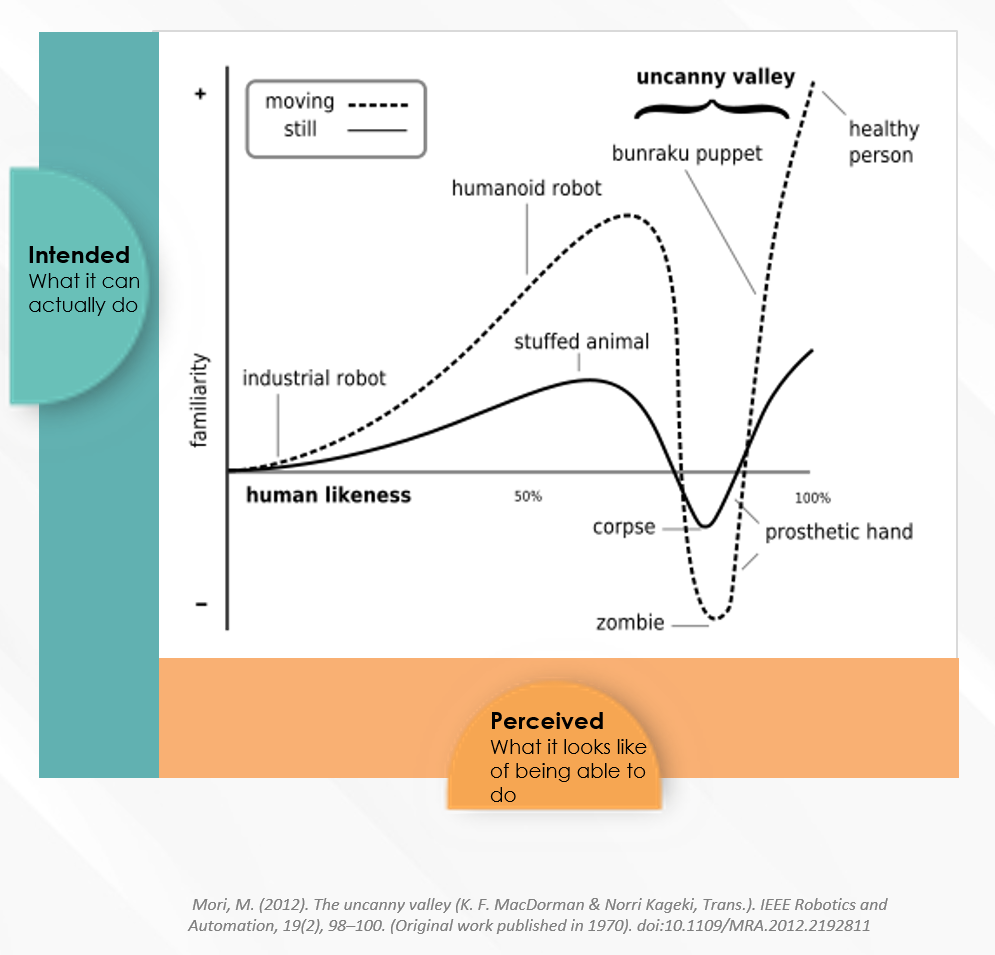 +
moving
still
uncanny valley
healthy
person
bunraku puppet
humanoid robot
Intended
What it can
actually do
stuffed animal
industrial robot
familiarity
human likeness
50%
100%
corpse
prosthetic hand
–
zombie
Perceived
What it looks like
of being able to
do
Mori, M. (2012). The uncanny valley (K. F. MacDorman & Norri Kageki, Trans.). IEEE Robotics and
Automation, 19(2), 98–100. (Original work published in 1970). doi:10.1109/MRA.2012.2192811